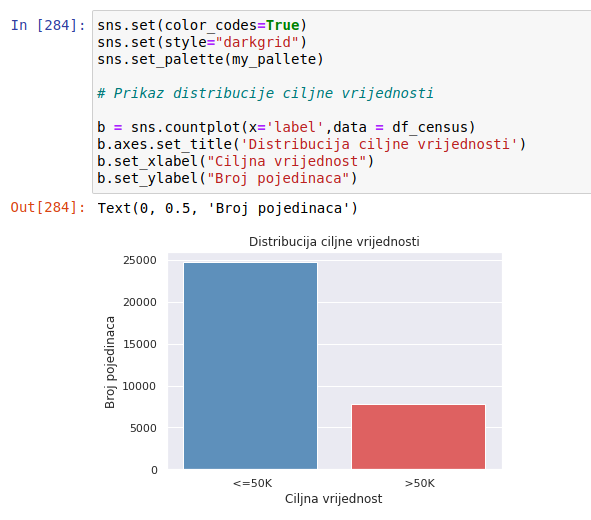 In [284]: sns.set(color_codes=True)
sns.set(style="darkgrid")
sns.set_palette(my_pallete)
# Prikaz distribucije ciljne vrijednosti
b = sns.countplot(x='label',data = df_census)
b.axes.set_title('Distribucija ciljne vrijednosti')
b.set_xlabel("Ciljna vrijednost")
b.set_ylabel("Broj pojedinaca")
Out[284]: Text(0, 0.5, 'Broj pojedinaca')
Distribucija ciljne vrijednosti
25000
20000
15000
10000
5000
0
Broj pojedinaca
<=50K >50K
Ciljna vrijednost